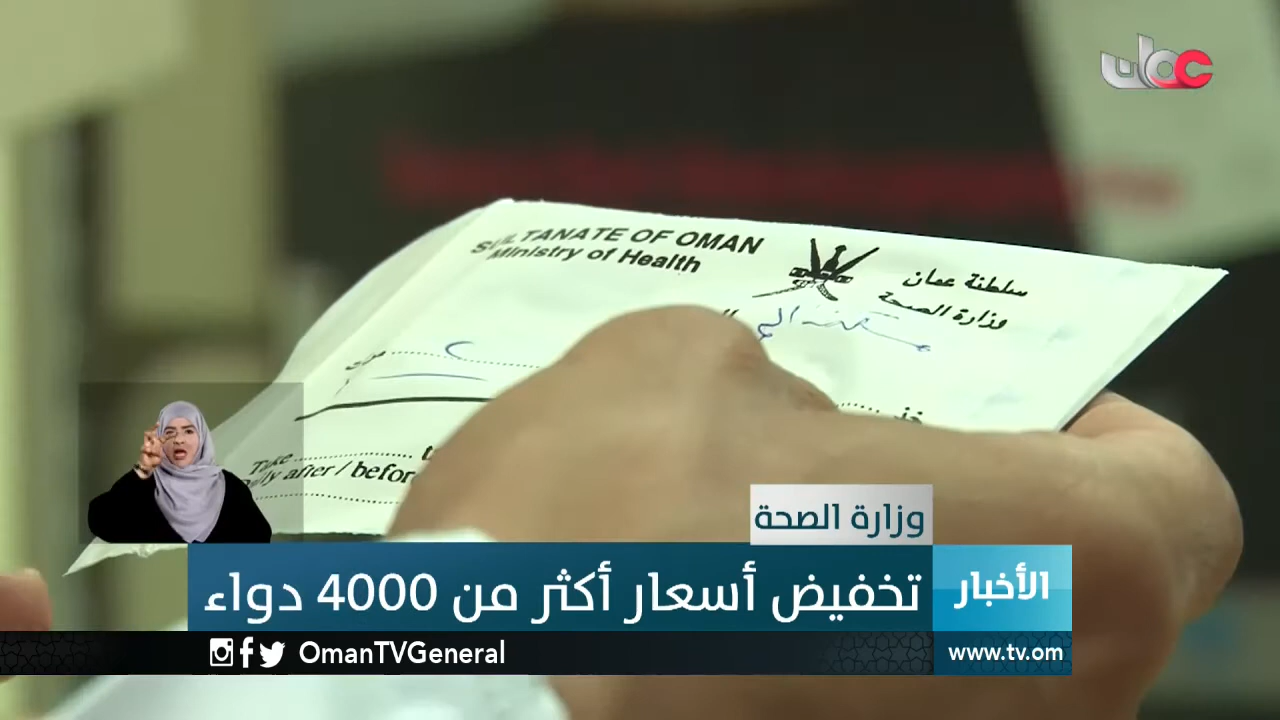 عمان
SULTANATE OF OMAN
Ministry of Health
سلطنة عمان
وزارة الصحة
Take
after / before
وزارة الصحة
الأخبار
تخفيض أسعار أكثر من 4000 دواء
OmanTVGeneral
www.tv.om